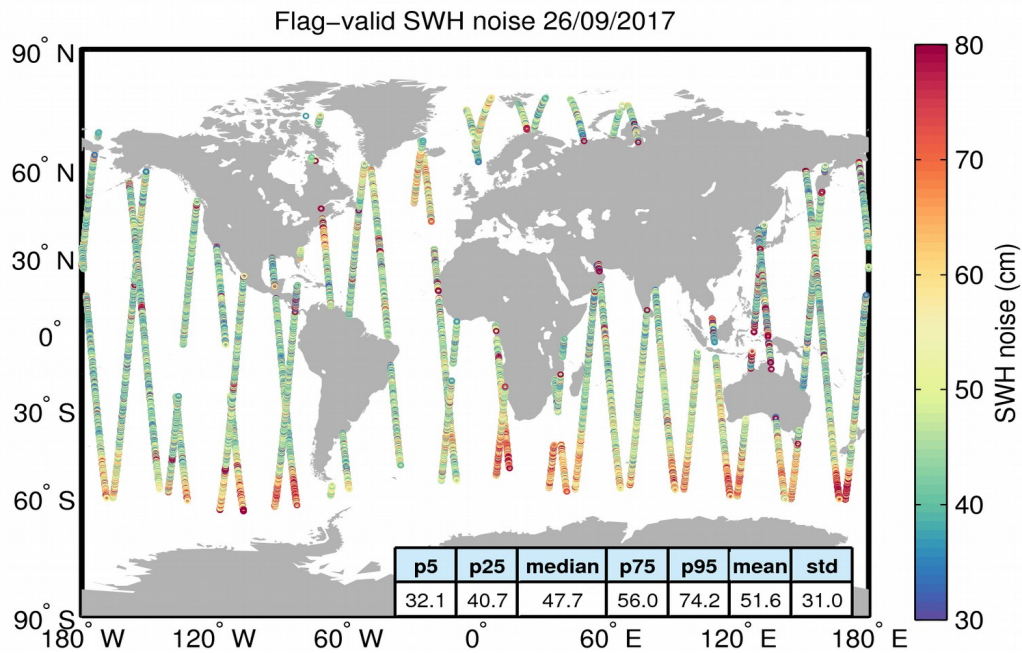 Flag−valid SWH noise 26/09/2017
90° N
60° N
30° N
0°
30° S
60° S
90° S
180° W
120° W
60° W
0°
60° E
120° E
180° E
80
70
60
50
40
30
SWH noise (cm)
p5 p25 median p75 p95 mean std
32.1 40.7 47.7 56.0 74.2 51.6 31.0